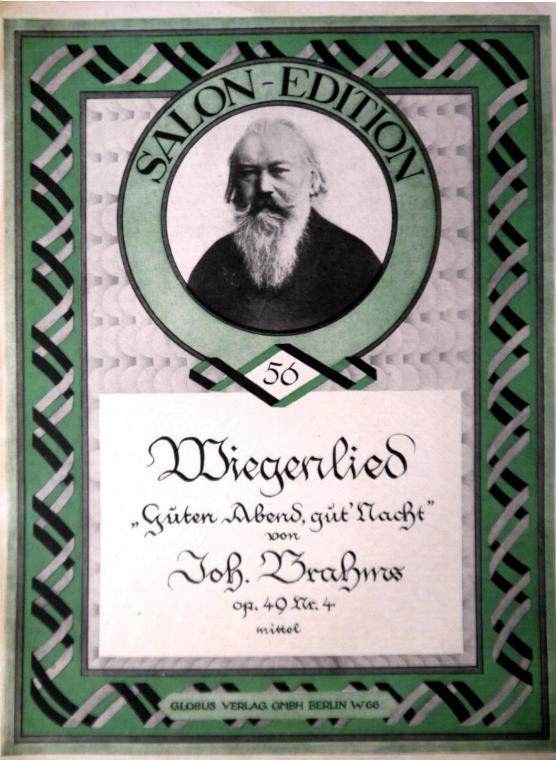 SALON-EDITION
56
Wiegenlied
„Guten Abend, gut' Nacht"
von
Joh. Brahms
op. 49 Nr. 4
mittel
GLOBUS VERLAG GMBH BERLIN W 66